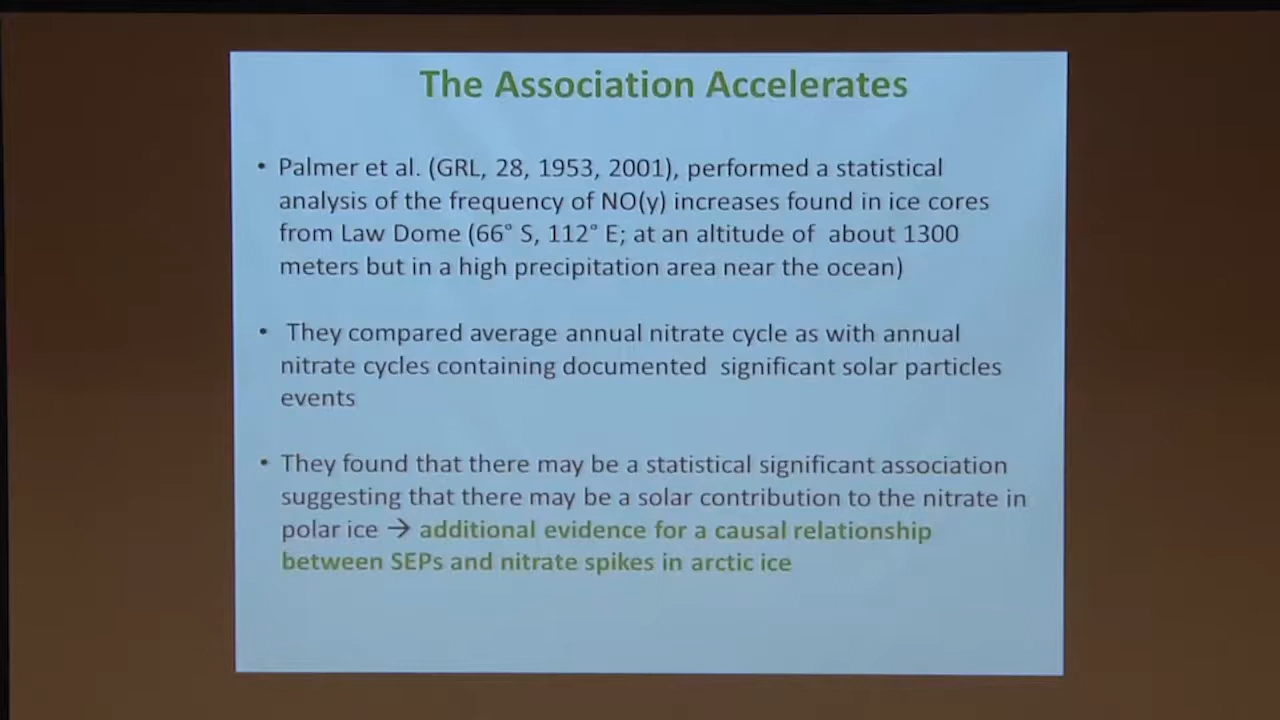 The Association Accelerates
• Palmer et al. (GRL, 28, 1953, 2001), performed a statistical
analysis of the frequency of NO(y) increases found in ice cores
from Law Dome (66° S, 112° E; at an altitude of about 1300
meters but in a high precipitation area near the ocean)
• They compared average annual nitrate cycle as with annual
nitrate cycles containing documented significant solar particles
events
• They found that there may be a statistical significant association
suggesting that there may be a solar contribution to the nitrate in
polar ice → additional evidence for a causal relationship
between SEPs and nitrate spikes in arctic ice